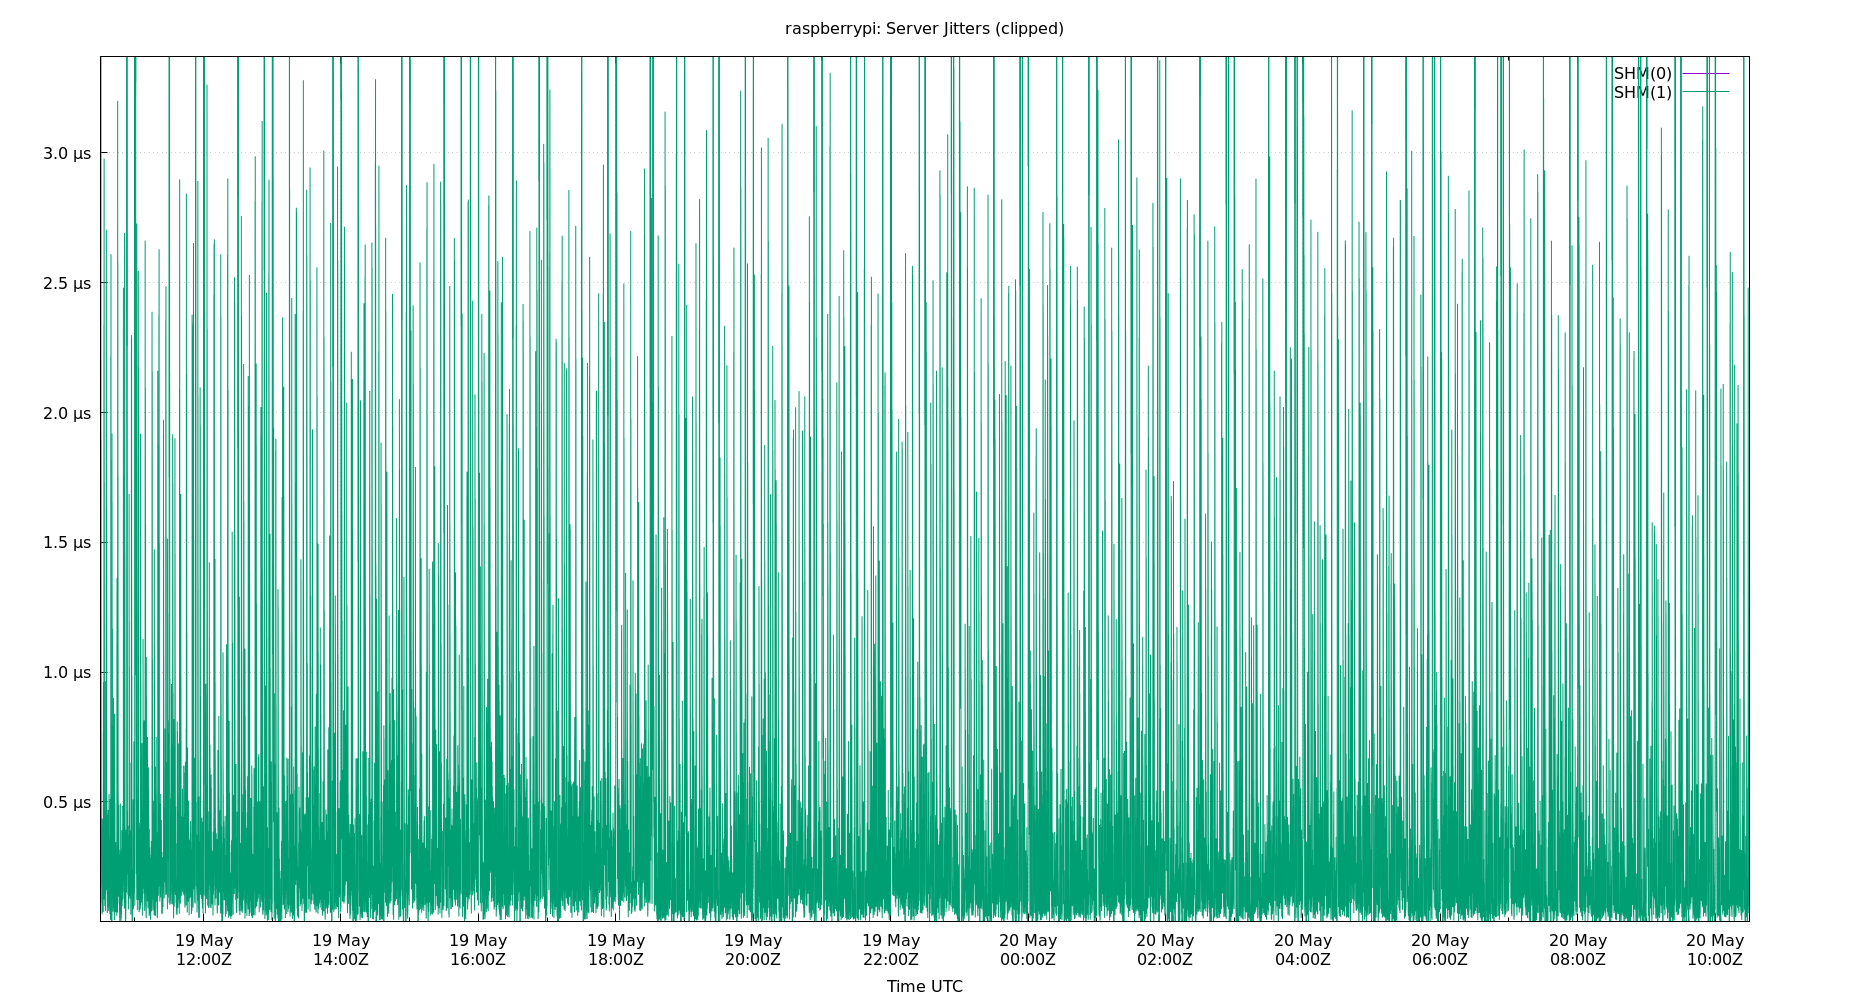 raspberrypi: Server Jitters (clipped)
SHM(0)
SHM(1)
3.0 µs
2.5 µs
2.0 µs
1.5 µs
1.0 µs
0.5 µs
19 May 19 May 19 May 19 May 19 May 19 May 20 May 20 May 20 May 20 May 20 May 20 May
12:00Z 14:00Z 16:00Z 18:00Z 20:00Z 22:00Z 00:00Z 02:00Z 04:00Z 06:00Z 08:00Z 10:00Z
Time UTC